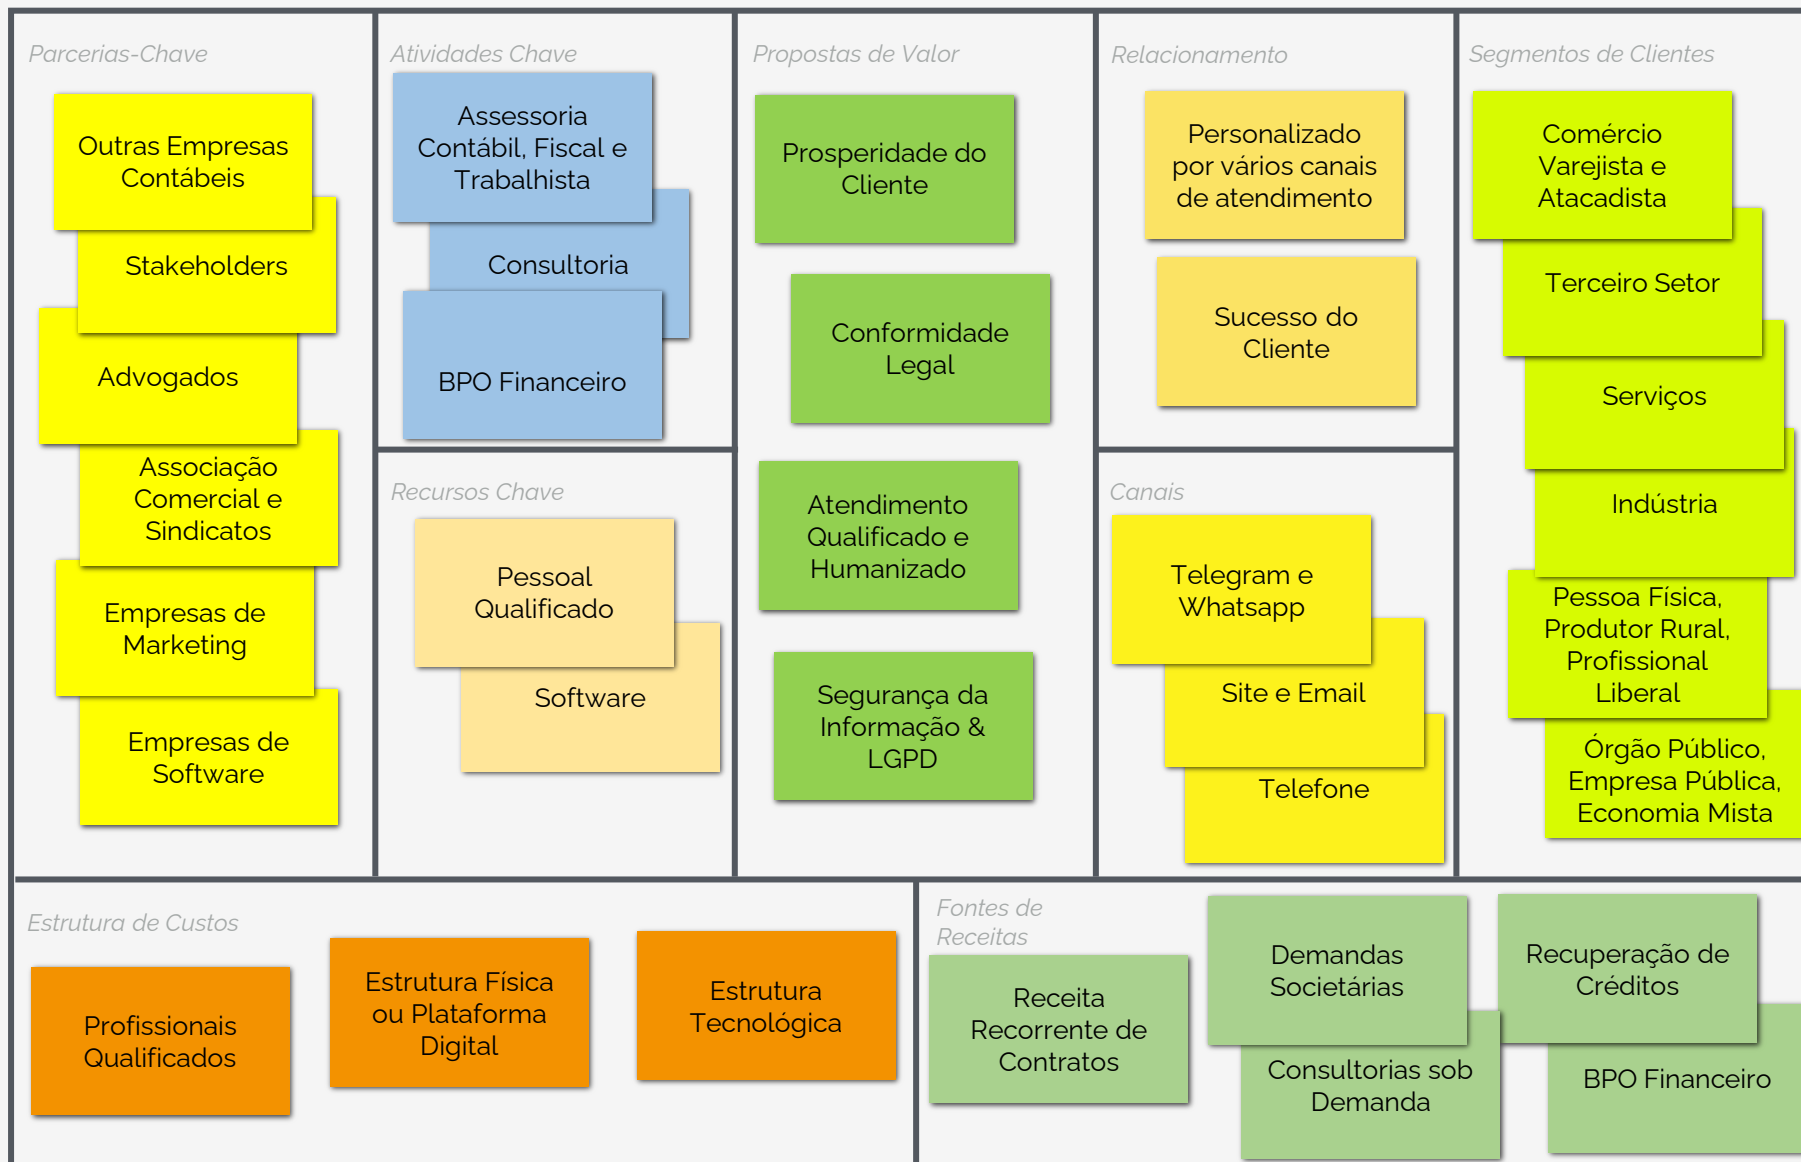 Parcerias-Chave
Outras Empresas
Contábeis
Stakeholders
Advogados
Associação
Comercial e
Sindicatos
Empresas de
Marketing
Empresas de
Software
Atividades Chave
Assessoria
Contábil, Fiscal e
Trabalhista
Consultoria
BPO Financeiro
Recursos Chave
Pessoal
Qualificado
Software
Propostas de Valor
Prosperidade do
Cliente
Conformidade
Legal
Atendimento
Qualificado e
Humanizado
Segurança da
Informação &
LGPD
Relacionamento
Personalizado
por vários canais
de atendimento
Sucesso do
Cliente
Canais
Telegram e
Whatsapp
Site e Email
Telefone
Segmentos de Clientes
Comércio
Varejista e
Atacadista
Terceiro Setor
Serviços
Indústria
Pessoa Física,
Produtor Rural,
Profissional
Liberal
Órgão Público,
Empresa Pública,
Economia Mista
Estrutura de Custos
Profissionais
Qualificados
Estrutura Física
ou Plataforma
Digital
Estrutura
Tecnológica
Fontes de
Receitas
Receita
Recorrente de
Contratos
Demandas
Societárias
Consultorias sob
Demanda
Recuperação de
Créditos
BPO Financeiro